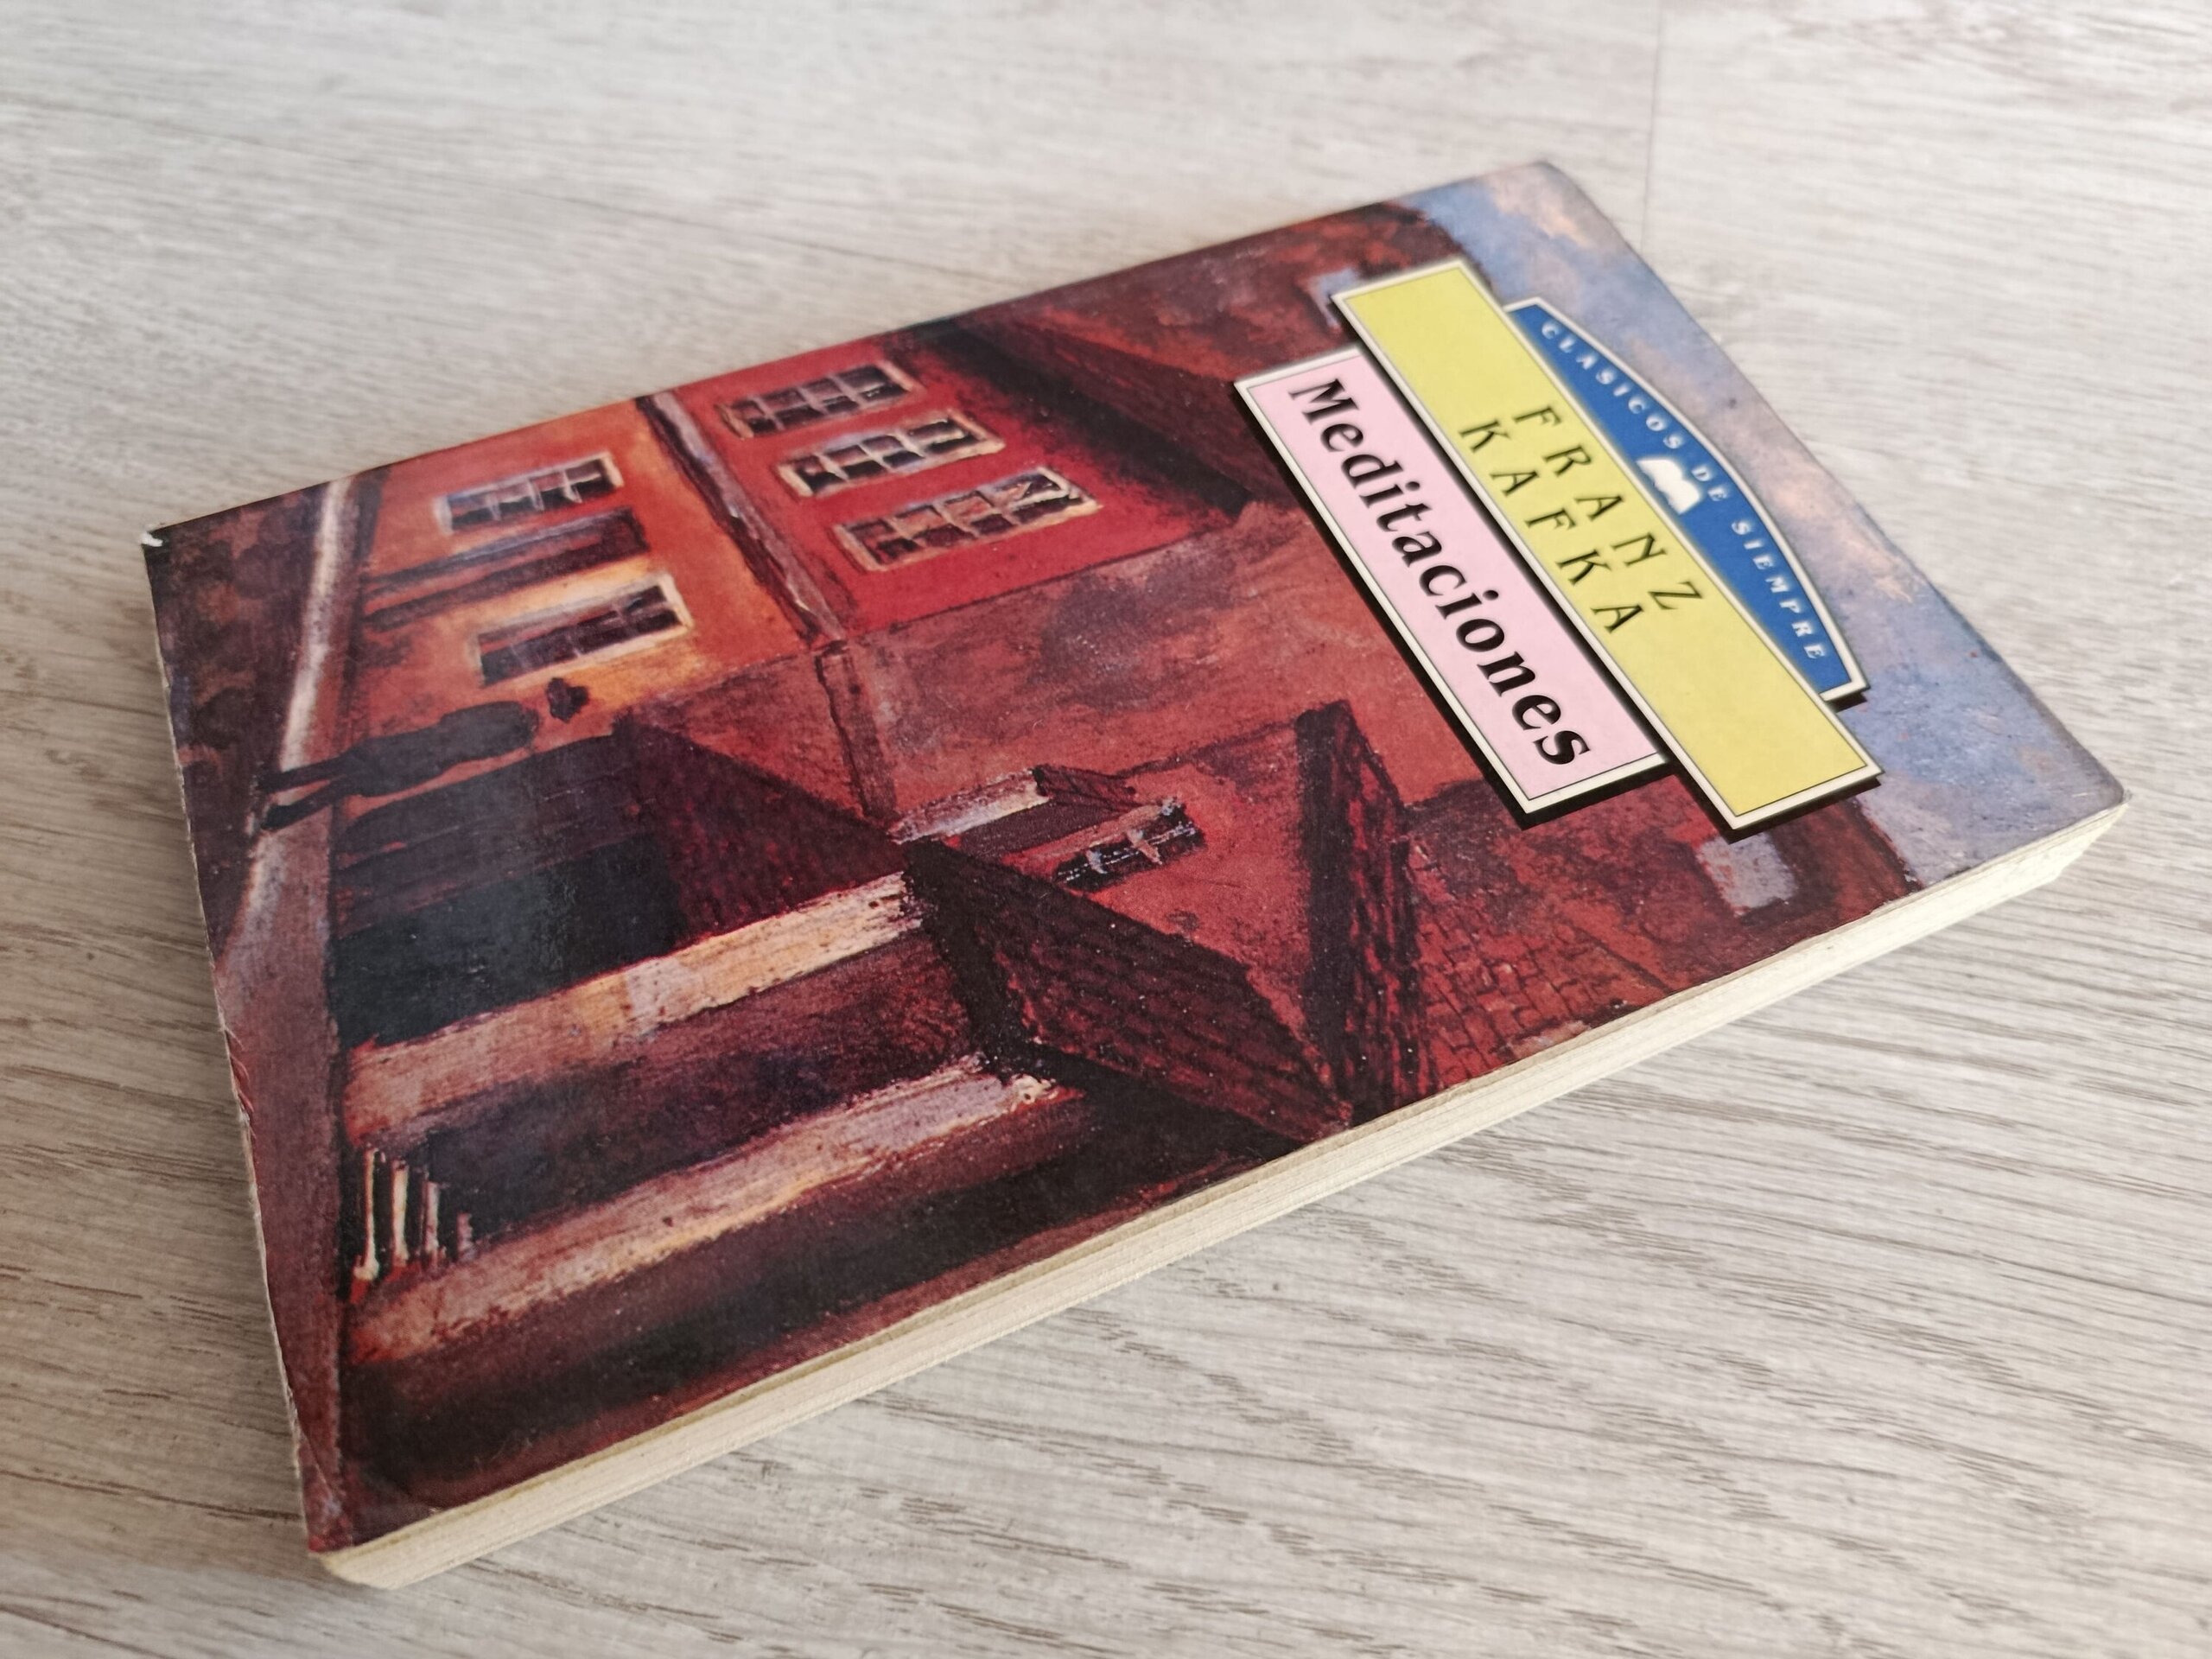 CLASICOS DE SIEMPRE
FRANZ
KAFKA
Meditaciones